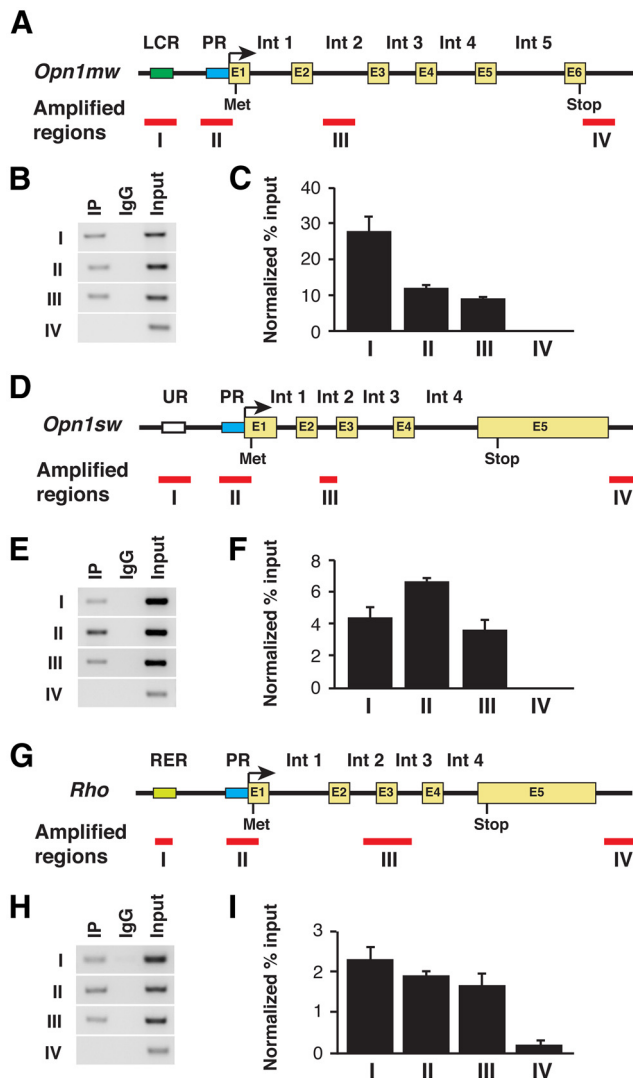 A
LCR PR Int 1 Int 2 Int 3 Int 4 Int 5
Opn1mw E1 E2 E3 E4 E5 E6
Met Stop
Amplified
regions
I II III IV
B
IP IgG Input
I
II
III
IV
C
Normalized % input
40
30
20
10
0
I II III IV
D
UR PR Int 1 Int 2 Int 3 Int 4
Opn1sw E1 E2 E3 E4 E5
Met Stop
Amplified
regions
I II III IV
E
IP IgG Input
I
II
III
IV
F
Normalized % input
8
6
4
2
0
I II III IV
G
RER PR Int 1 Int 2 Int 3 Int 4
Rho E1 E2 E3 E4 E5
Met Stop
Amplified
regions
I II III IV
H
IP IgG Input
I
II
III
IV
I
Normalized % input
3
2
1
0
I II III IV